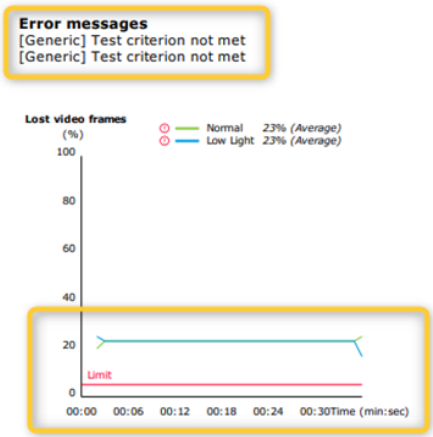 Error messages
[Generic] Test criterion not met
[Generic] Test criterion not met
Lost video frames
(%)
Normal 23% (Average)
Low Light 23% (Average)
100
80
60
40
20
Limit
0
00:00 00:06 00:12 00:18 00:24 00:30Time (min:sec)